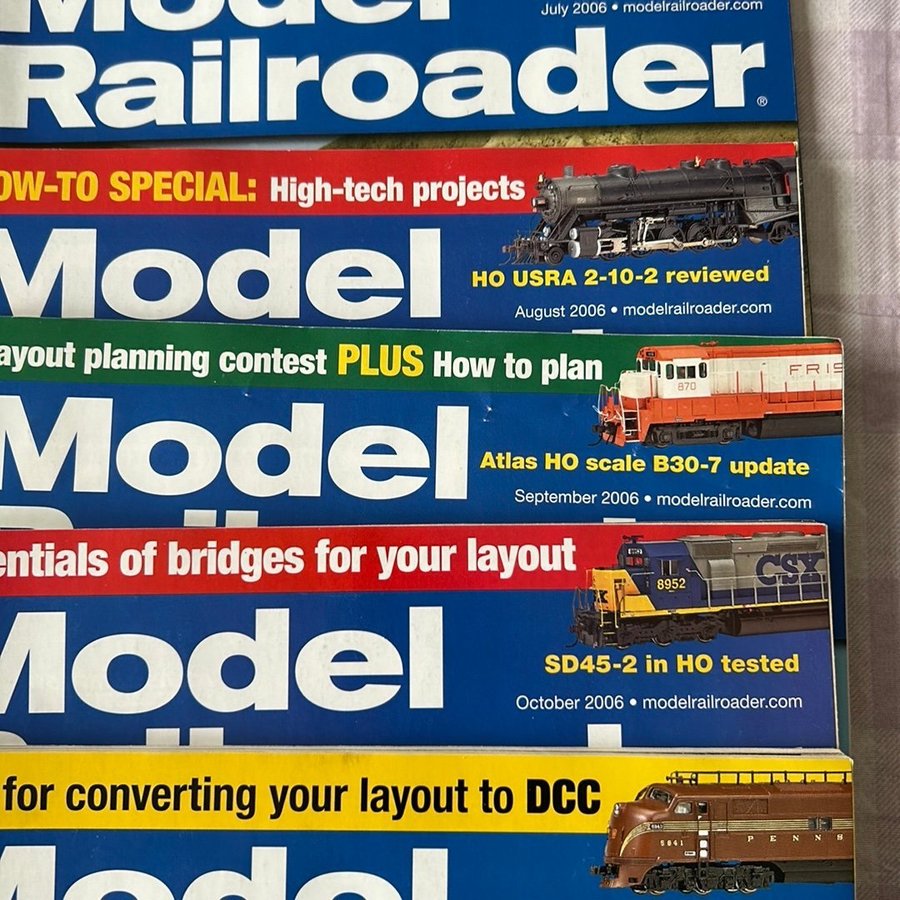 Model
July 2006 • modelrailroader.com
Railroader®
OW-TO SPECIAL: High-tech projects
Model
HO USRA 2-10-2 reviewed
August 2006 • modelrailroader.com
ayout planning contest PLUS How to plan
870
FRIS
Model
Atlas HO scale B30-7 update
September 2006 • modelrailroader.com
entials of bridges for your layout
8952
CSX
Model
SD45-2 in HO tested
October 2006 • modelrailroader.com
for converting your layout to DCC
5841
PENNS
Model